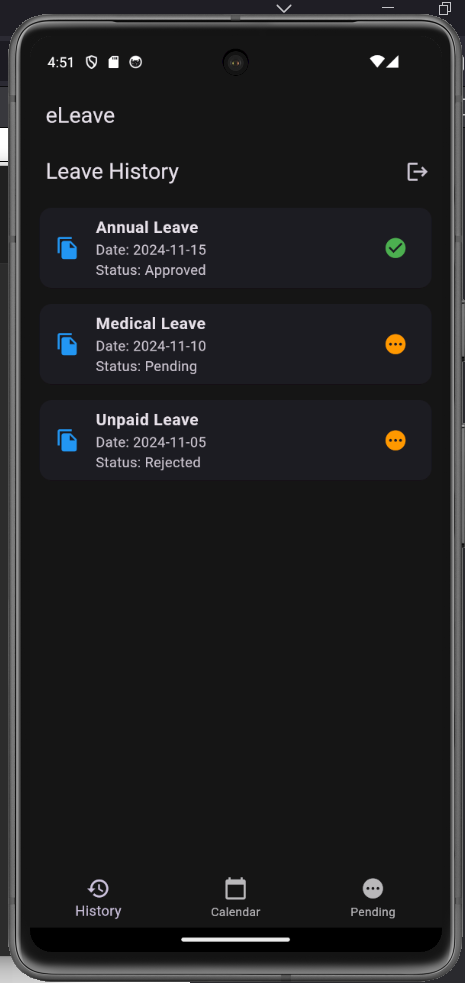 4:51
eLeave
Leave History
Annual Leave
Date: 2024-11-15
Status: Approved
Medical Leave
Date: 2024-11-10
Status: Pending
Unpaid Leave
Date: 2024-11-05
Status: Rejected
History
Calendar
Pending